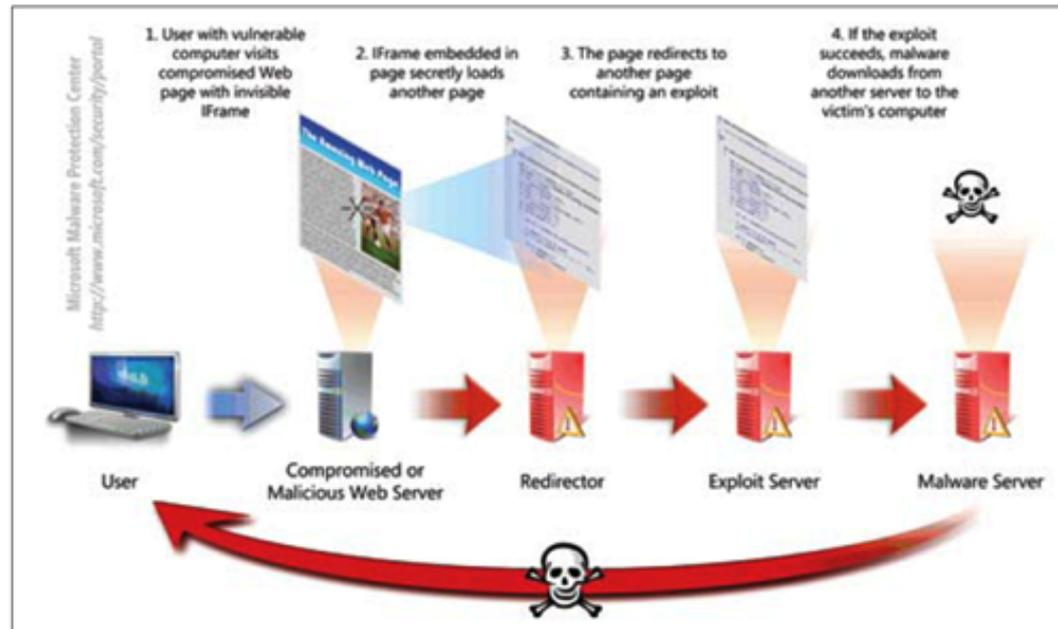 Microsoft Malware Protection Center
http://www.microsoft.com/security/portal
1. User with vulnerable
computer visits
compromised Web
page with invisible
IFrame
2. IFrame embedded in
page secretly loads
another page
3. The page redirects to
another page
containing an exploit
4. If the exploit
succeeds, malware
downloads from
another server to the
victim's computer
The Amazing Web Page
User
Compromised or
Malicious Web Server
Redirector
Exploit Server
Malware Server